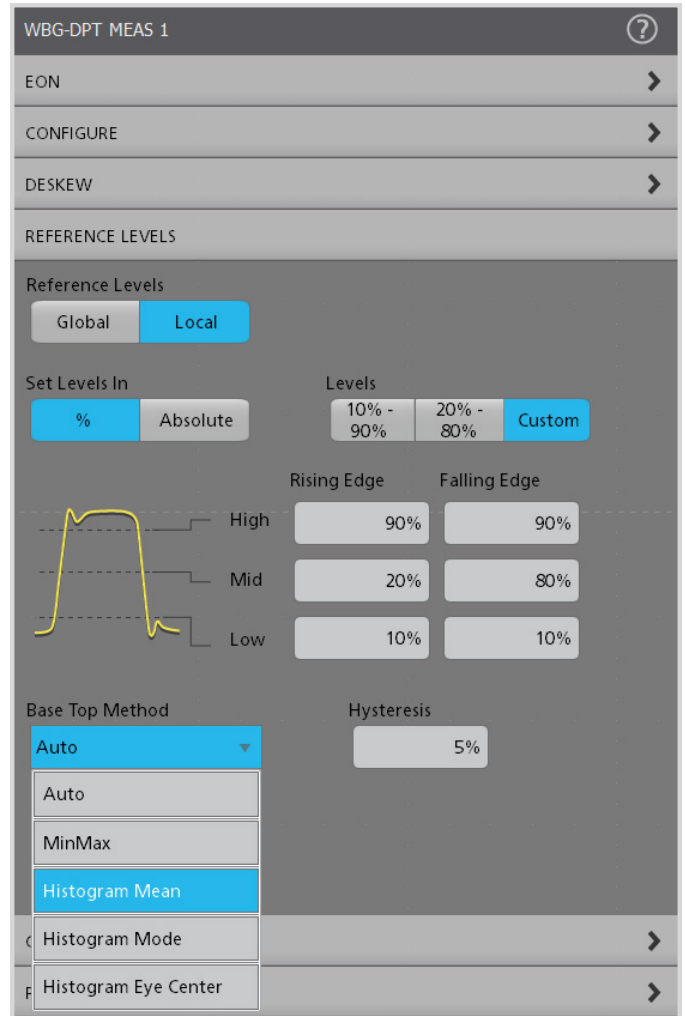 WBG-DPT MEAS 1
?
EON
CONFIGURE
DESKEW
REFERENCE LEVELS
Reference Levels
Global Local
Set Levels In Levels
% Absolute 10% - 90% 20% - 80% Custom
Rising Edge Falling Edge
High 90% 90%
Mid 20% 80%
Low 10% 10%
Base Top Method Hysteresis
Auto 5%
Auto
MinMax
Histogram Mean
Histogram Mode
Histogram Eye Center